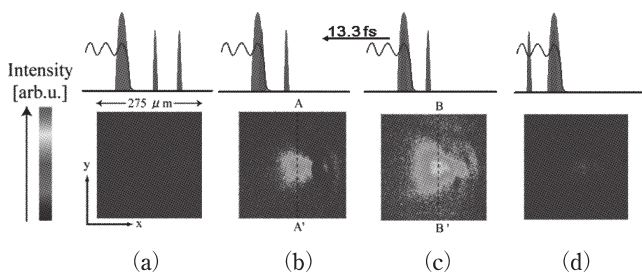 13.3 fs
Intensity
[arb.u.]
275 μm
A
B
y
x
A'
B'
(a)
(b)
(c)
(d)